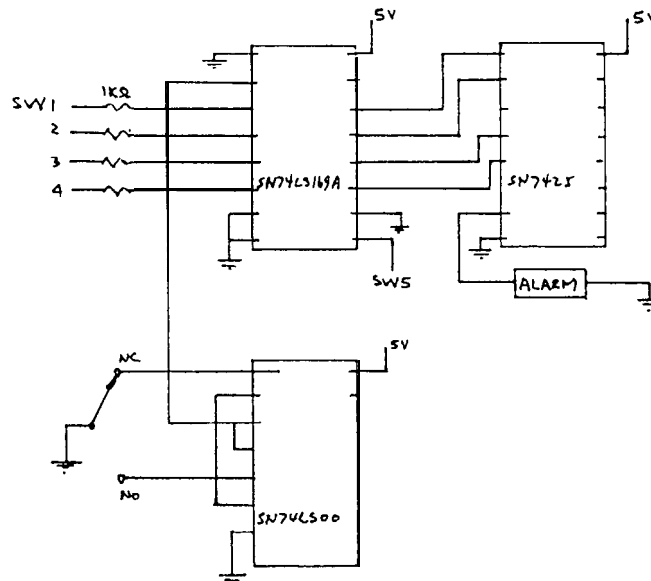 5V
5V
1KΩ
SW1
2
3
4
SN74LS169A
SN7425
SW5
ALARM
5V
NC
NO
SN74LS00